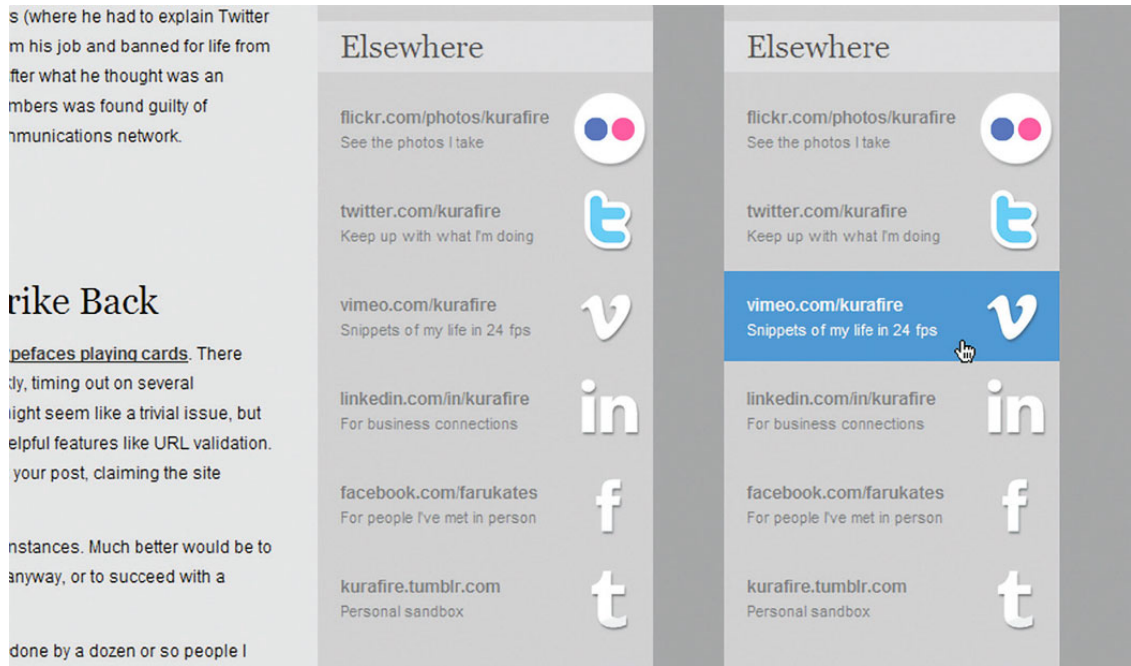 s (where he had to explain Twitter
m his job and banned for life from
fter what he thought was an
mbers was found guilty of
mmunications network.
rike Back
pefaces playing cards. There
kly, timing out on several
ight seem like a trivial issue, but
elpful features like URL validation.
your post, claiming the site
nstances. Much better would be to
anyway, or to succeed with a
done by a dozen or so people I
Elsewhere
flickr.com/photos/kurafire
See the photos I take
twitter.com/kurafire
Keep up with what I'm doing
vimeo.com/kurafire
Snippets of my life in 24 fps
linkedin.com/in/kurafire
For business connections
in
facebook.com/farukates
For people I've met in person
f
kurafire.tumblr.com
Personal sandbox
t
Elsewhere
flickr.com/photos/kurafire
See the photos I take
twitter.com/kurafire
Keep up with what I'm doing
vimeo.com/kurafire
Snippets of my life in 24 fps
linkedin.com/in/kurafire
For business connections
in
facebook.com/farukates
For people I've met in person
f
kurafire.tumblr.com
Personal sandbox
t